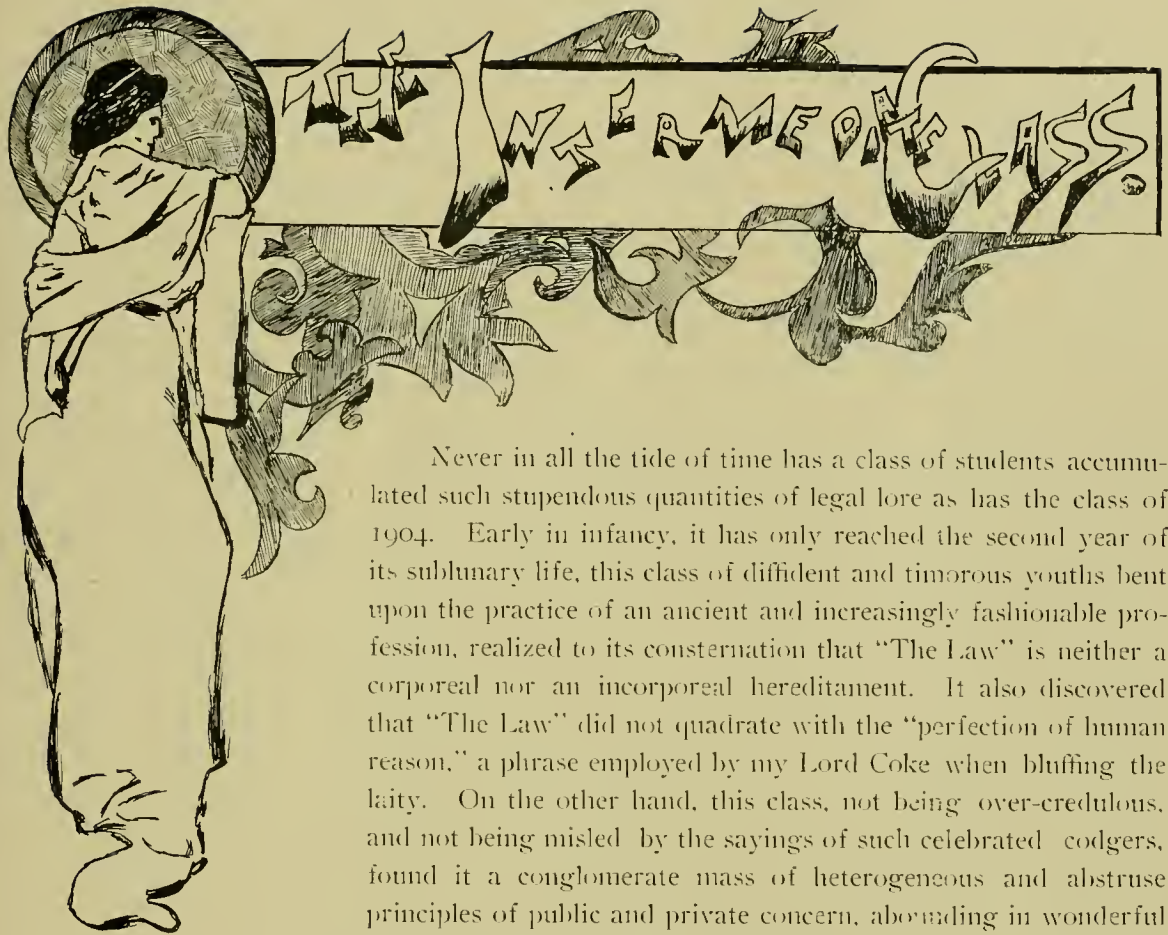 THE INTERMEDIATE CLASS.
Never in all the tide of time has a class of students accumu-
lated such stupendous quantities of legal lore as has the class of
1904. Early in infancy, it has only reached the second year of
its sublunary life, this class of diffident and timorous youths bent
upon the practice of an ancient and increasingly fashionable pro-
fession, realized to its consternation that “The Law” is neither a
corporeal nor an incorporeal hereditament. It also discovered
that “The Law” did not quadrate with the “perfection of human
reason,” a phrase employed by my Lord Coke when bluffing the
laity. On the other hand, this class, not being over-credulous,
and not being misled by the sayings of such celebrated codgers,
found it a conglomerate mass of heterogeneous and abstruse
principles of public and private concern, abounding in wonderful